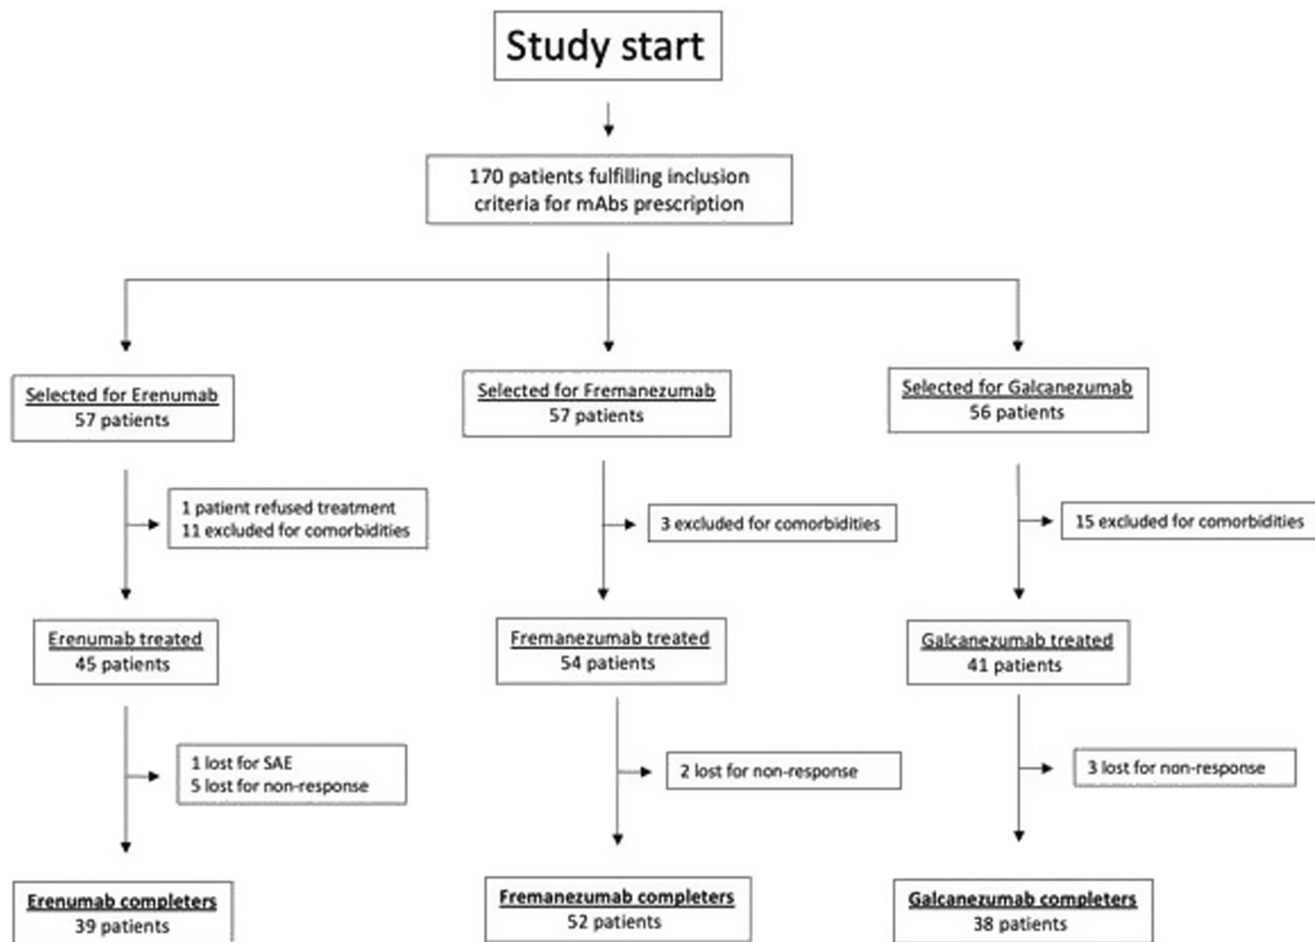 Study start
170 patients fulfilling inclusion
criteria for mAbs prescription
Selected for Erenumab
57 patients
Selected for Fremanezumab
57 patients
Selected for Galcanezumab
56 patients
1 patient refused treatment
11 excluded for comorbidities
3 excluded for comorbidities
15 excluded for comorbidities
Erenumab treated
45 patients
Fremanezumab treated
54 patients
Galcanezumab treated
41 patients
1 lost for SAE
5 lost for non-response
2 lost for non-response
3 lost for non-response
Erenumab completers
39 patients
Fremanezumab completers
52 patients
Galcanezumab completers
38 patients